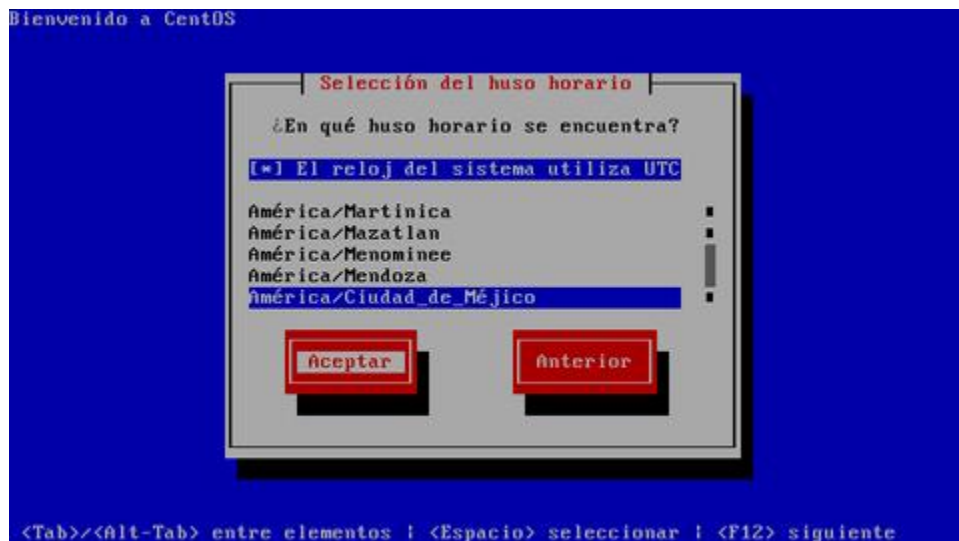 Bienvenido a CentOS
Selección del huso horario
¿En qué huso horario se encuentra?
[*] El reloj del sistema utiliza UTC
América/Martinica
América/Mazatlan
América/Menominee
América/Mendoza
América/Ciudad_de_Méjico
Aceptar Anterior
<Tab>/<Alt-Tab> entre elementos | <Espacio> seleccionar | <F12> siguiente